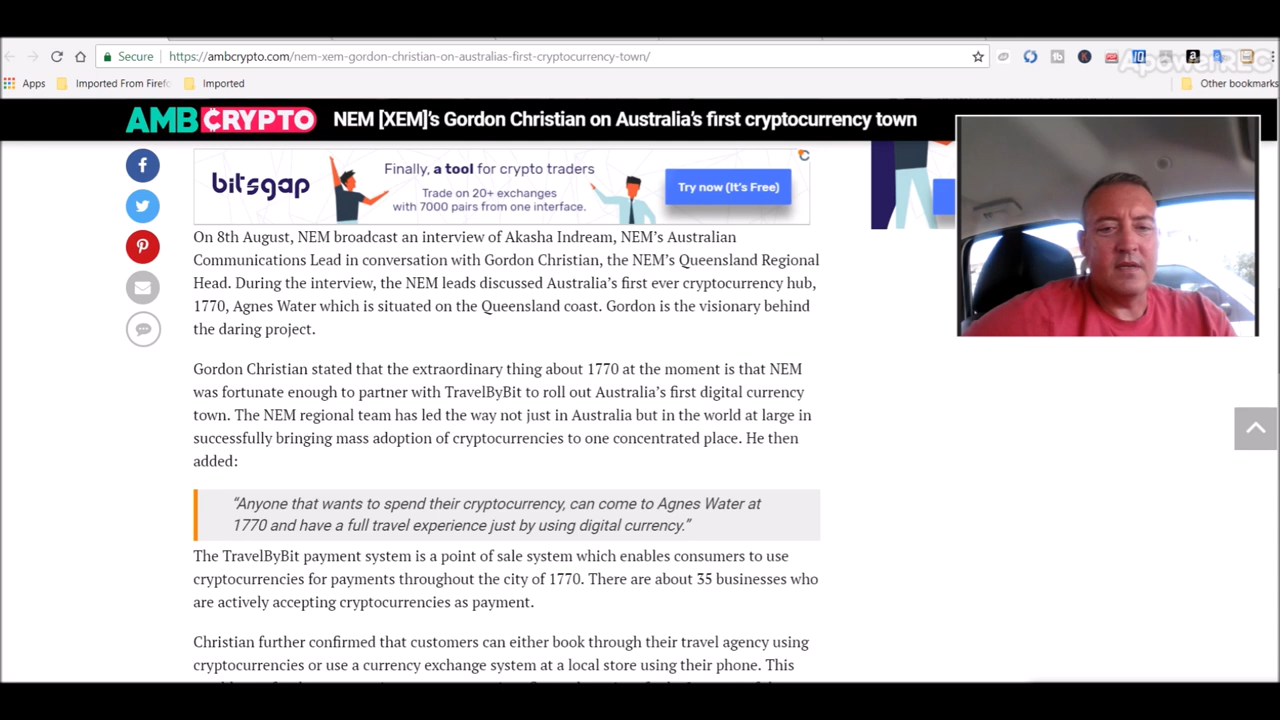 Secure
https://ambcrypto.com/nem-xem-gordon-christian-on-australias-first-cryptocurrency-town/
ApowerREC
Apps
Imported From Firefo
Imported
Other bookmarks
AMBCRYPTO
NEM [XEM]'s Gordon Christian on Australia's first cryptocurrency town
bitsgap
Finally, a tool for crypto traders
Trade on 20+ exchanges
with 7000 pairs from one interface.
Try now (It's Free)
On 8th August, NEM broadcast an interview of Akasha Indream, NEM's Australian
Communications Lead in conversation with Gordon Christian, the NEM's Queensland Regional
Head. During the interview, the NEM leads discussed Australia's first ever cryptocurrency hub,
1770, Agnes Water which is situated on the Queensland coast. Gordon is the visionary behind
the daring project.
Gordon Christian stated that the extraordinary thing about 1770 at the moment is that NEM
was fortunate enough to partner with TravelByBit to roll out Australia's first digital currency
town. The NEM regional team has led the way not just in Australia but in the world at large in
successfully bringing mass adoption of cryptocurrencies to one concentrated place. He then
added:
“Anyone that wants to spend their cryptocurrency, can come to Agnes Water at
1770 and have a full travel experience just by using digital currency.”
The TravelByBit payment system is a point of sale system which enables consumers to use
cryptocurrencies for payments throughout the city of 1770. There are about 35 businesses who
are actively accepting cryptocurrencies as payment.
Christian further confirmed that customers can either book through their travel agency using
cryptocurrencies or use a currency exchange system at a local store using their phone. This